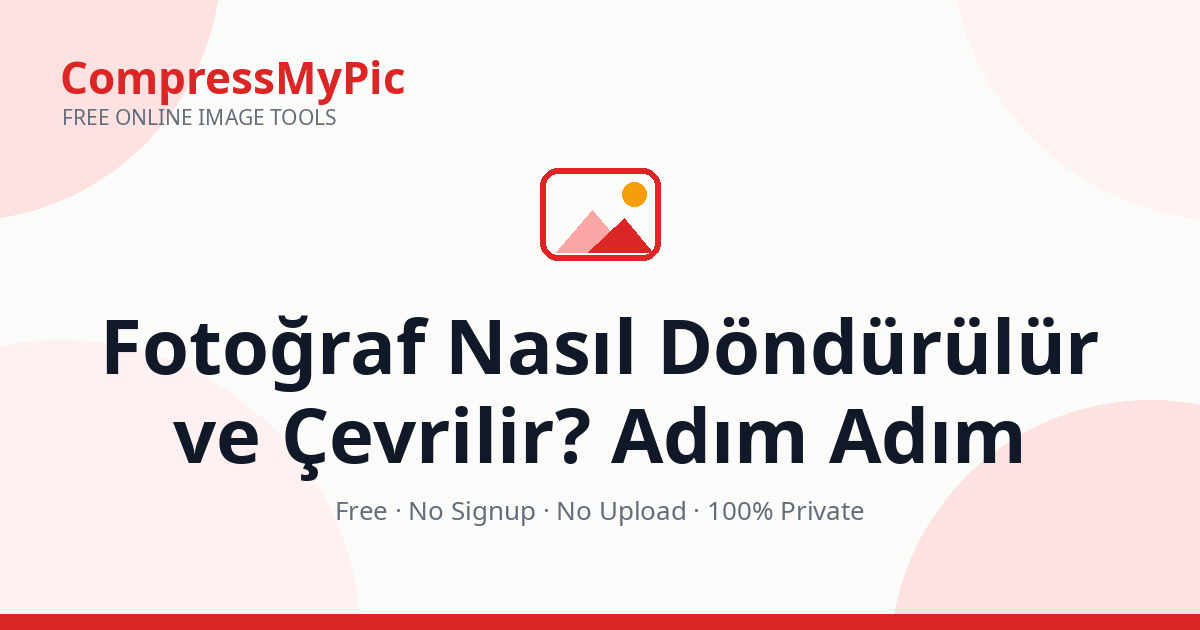 CompressMyPic
FREE ONLINE IMAGE TOOLS
Fotoğraf Nasıl Döndürülür
ve Çevrilir? Adım Adım
Free · No Signup · No Upload · 100% Private